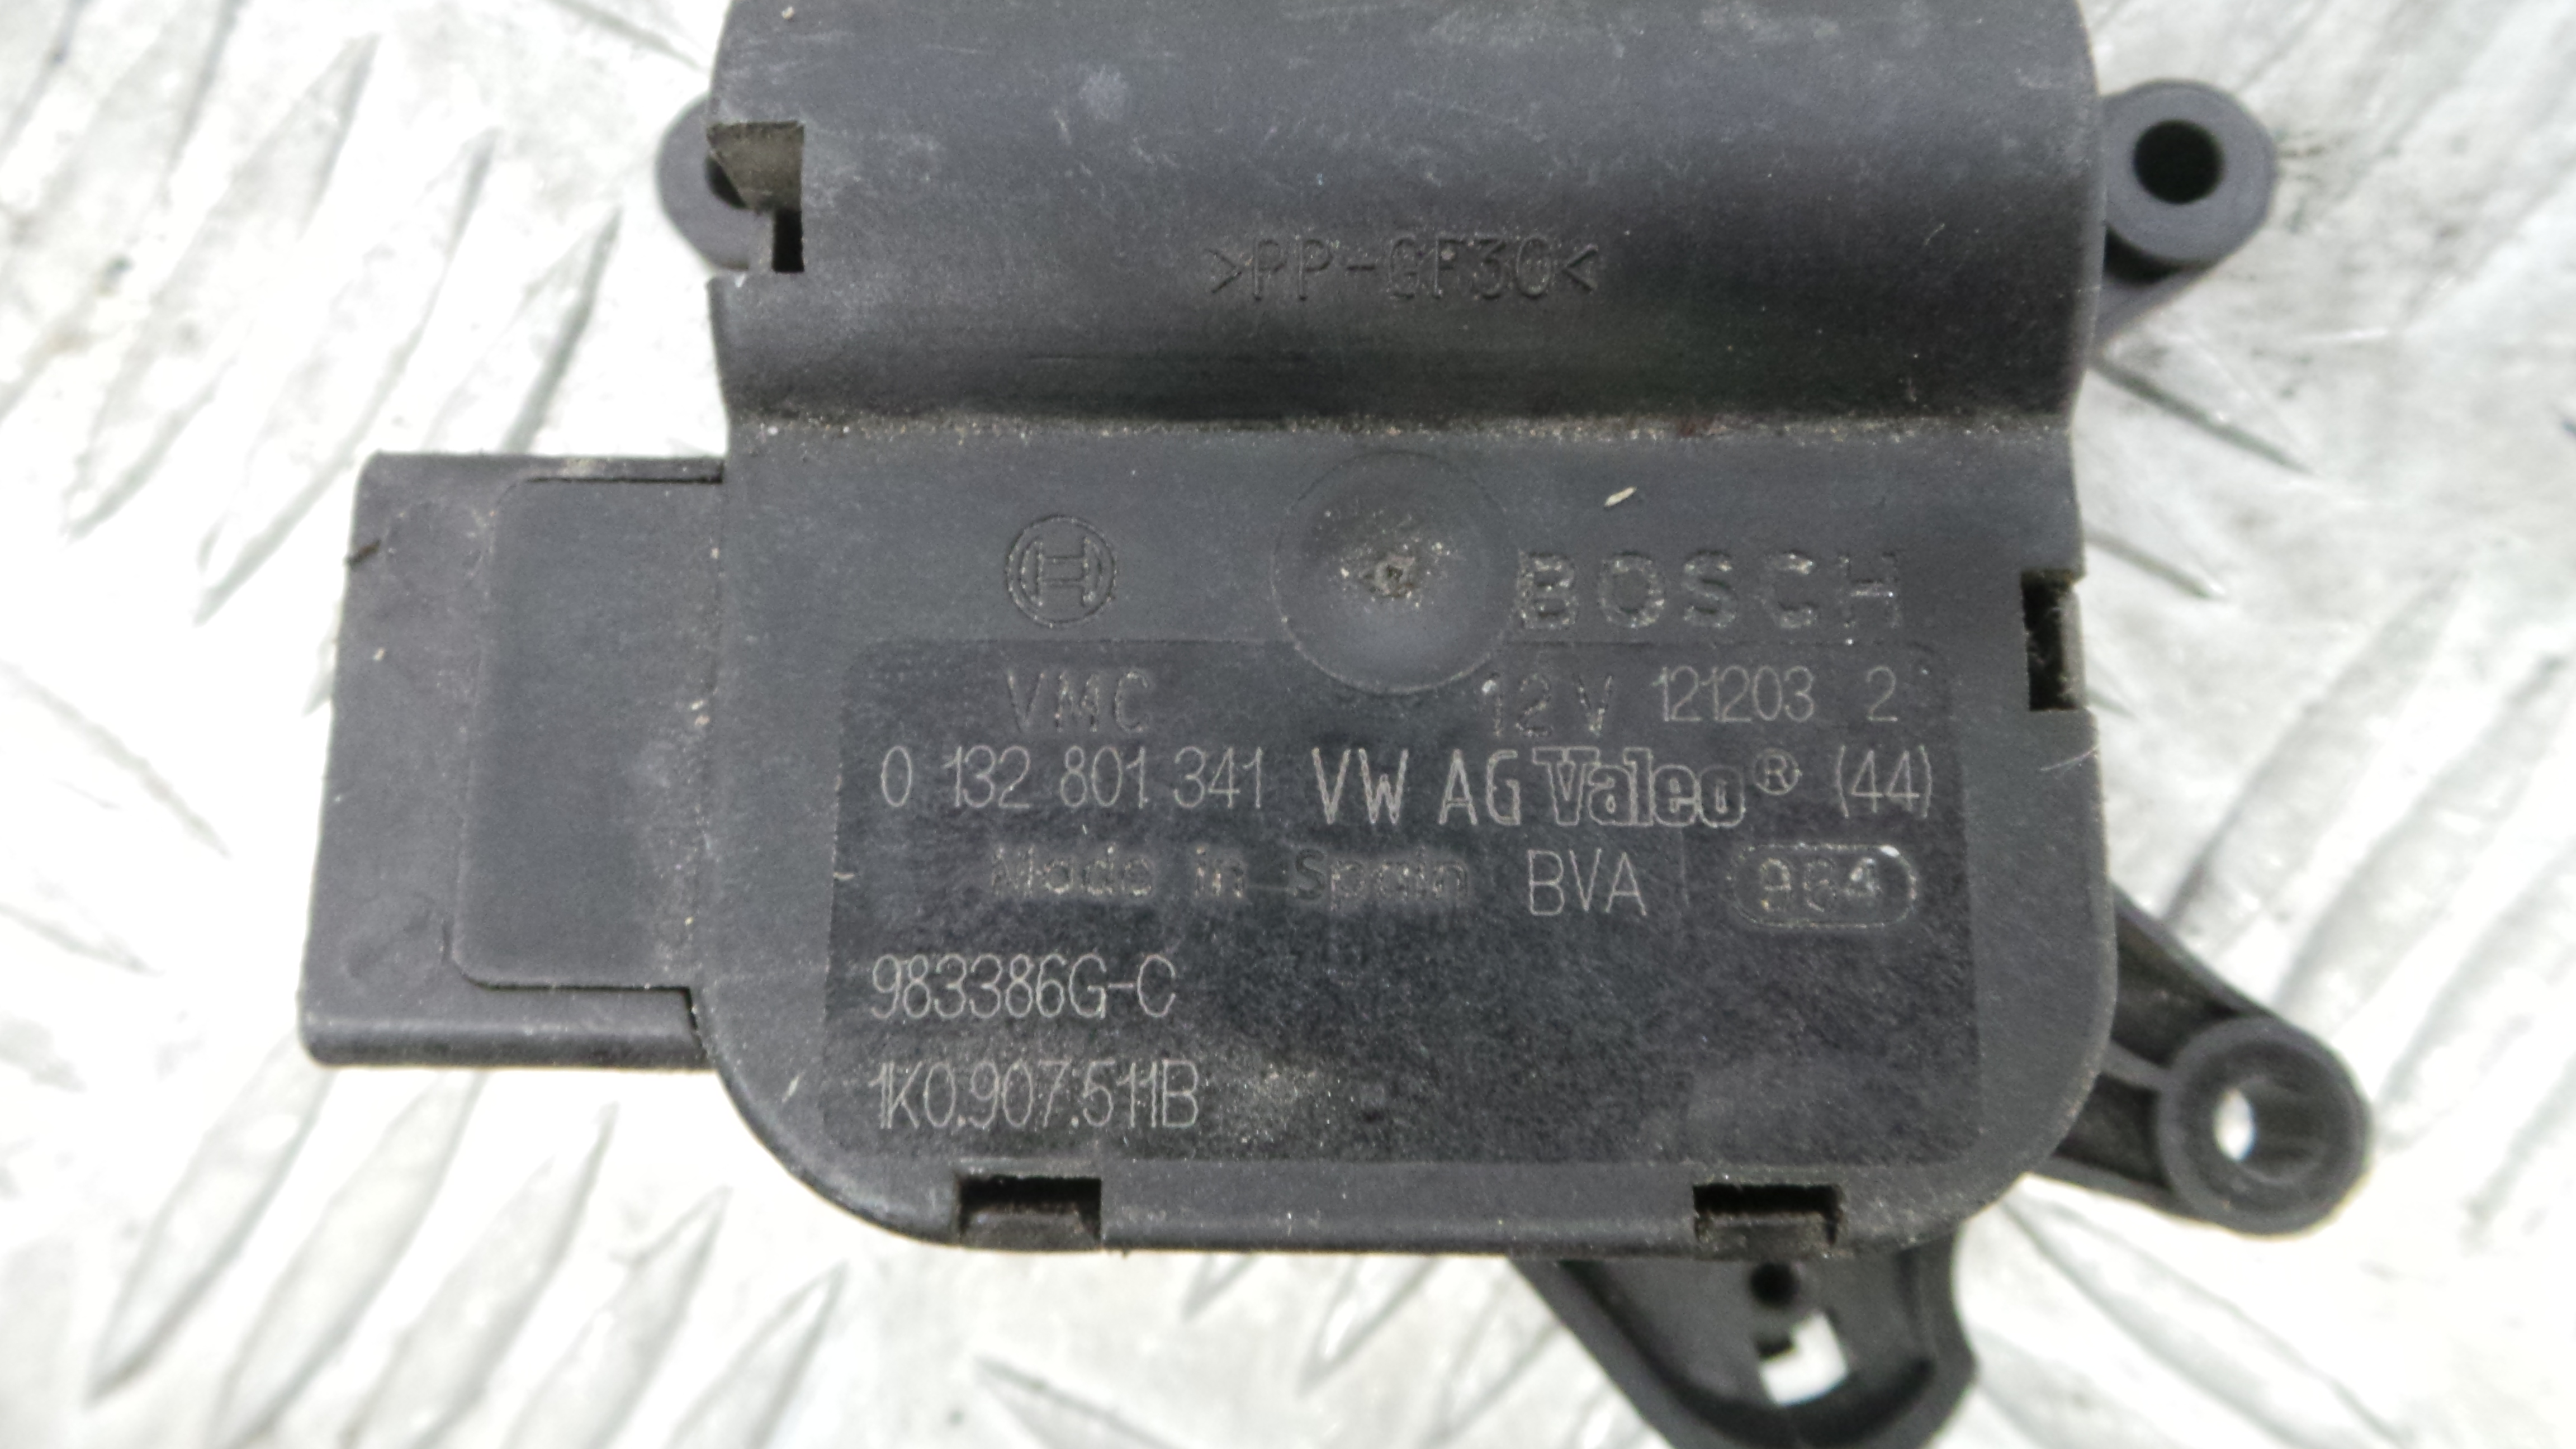 >PP-GF30<
BOSCH
VMC 12V 121203 2
0 132 801 341 VW AG Valeo® (44)
Made in Spain BVA 964
983386G-C
1K0.907.511B